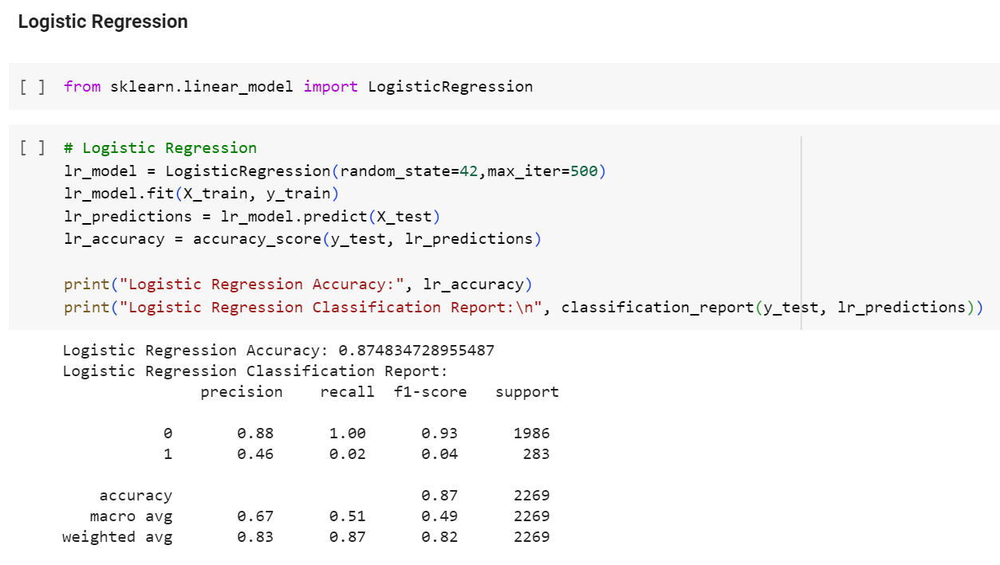 Logistic Regression
[ ] from sklearn.linear_model import LogisticRegression
[ ] # Logistic Regression
lr_model = LogisticRegression(random_state=42,max_iter=500)
lr_model.fit(X_train, y_train)
lr_predictions = lr_model.predict(X_test)
lr_accuracy = accuracy_score(y_test, lr_predictions)
print("Logistic Regression Accuracy:", lr_accuracy)
print("Logistic Regression Classification Report:\n", classification_report(y_test, lr_predictions))
Logistic Regression Accuracy: 0.874834728955487
Logistic Regression Classification Report:
precision recall f1-score support
0 0.88 1.00 0.93 1986
1 0.46 0.02 0.04 283
accuracy 0.87 2269
macro avg 0.67 0.51 0.49 2269
weighted avg 0.83 0.87 0.82 2269